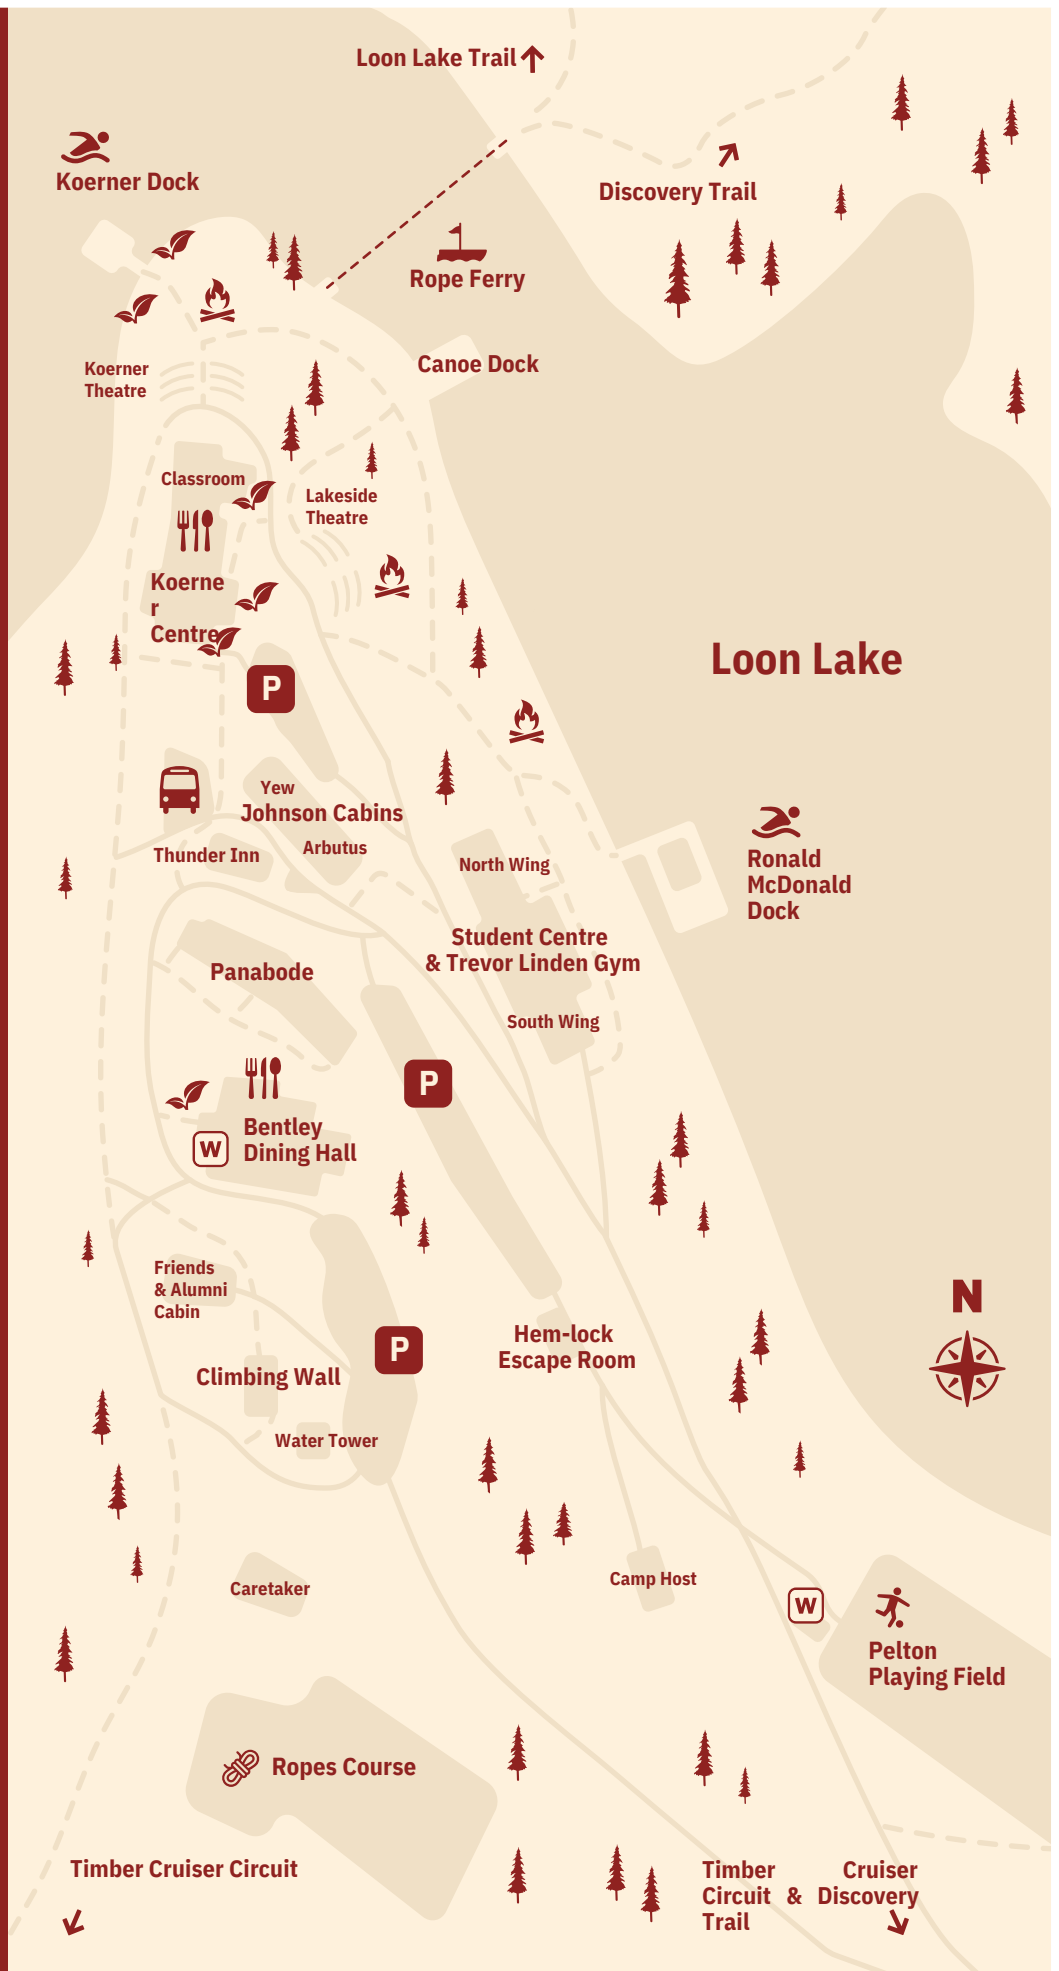 Loon Lake Trail
Koerner Dock
Discovery Trail
Rope Ferry
Canoe Dock
Koerner
Theatre
Classroom
Lakeside
Theatre
Koerne
r
Centre
P
Loon Lake
Yew
Johnson Cabins
Arbutus
Thunder Inn
North Wing
Ronald
McDonald
Dock
Student Centre
& Trevor Linden Gym
Panabode
South Wing
P
Bentley
Dining Hall
W
Friends
& Alumni
Cabin
N
P
Hem-lock
Escape Room
Climbing Wall
Water Tower
Caretaker
Camp Host
W
Pelton
Playing Field
Ropes Course
Timber Cruiser Circuit
Timber Cruiser
Circuit & Discovery
Trail